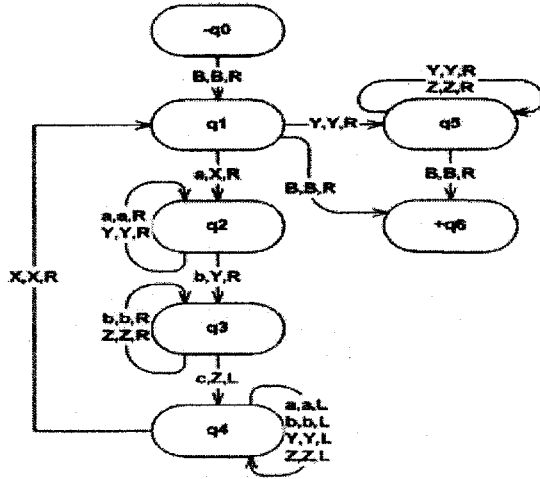 -q0
B,B,R
q1
Y,Y,R
Y,Y,R
Z,Z,R
q5
a,X,R
B,B,R
B,B,R
a,a,R
Y,Y,R
q2
+q6
X,X,R
b,Y,R
b,b,R
Z,Z,R
q3
c,Z,L
q4
a,a,L
b,b,L
Y,Y,L
Z,Z,L